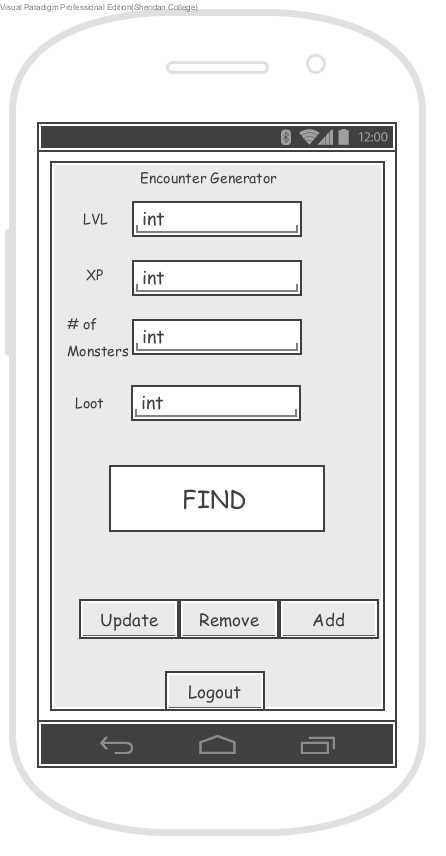 Visual Paradigm Professional Edition(Sheridan College)
12:00
Encounter Generator
LVL int
XP int
# of
Monsters int
Loot int
FIND
Update Remove Add
Logout